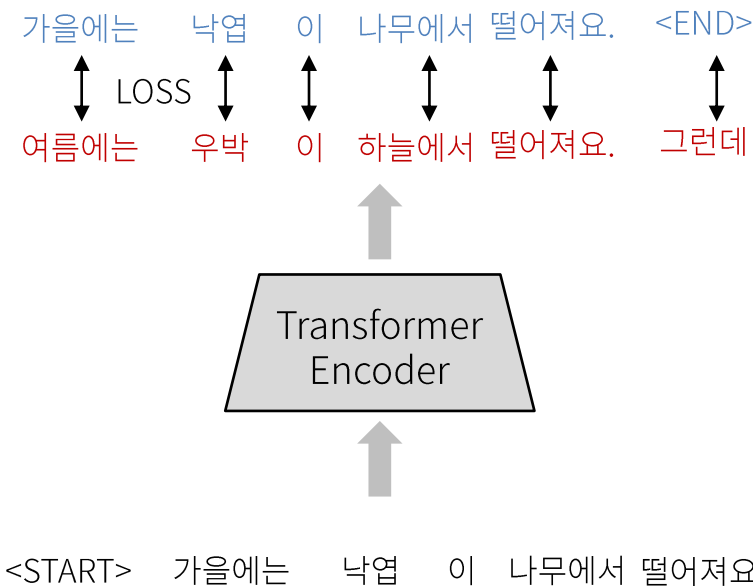 가을에는 낙엽 이 나무에서 떨어져요. <END>
LOSS
여름에는 우박 이 하늘에서 떨어져요. 그런데
Transformer
Encoder
<START> 가을에는 낙엽 이 나무에서 떨어져요